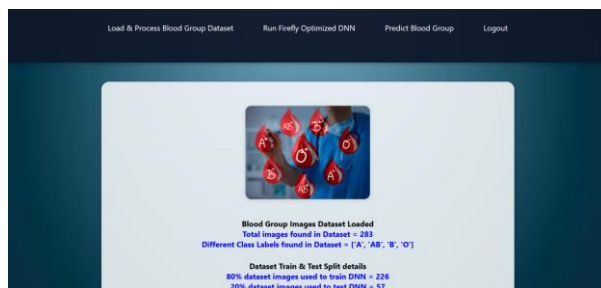 Load & Process Blood Group Dataset Run Firefly Optimized DNN Predict Blood Group Logout
Blood Group Images Dataset Loaded
Total images found in Dataset = 283
Different Class Labels found in Dataset = ['A', 'AB', 'B', 'O']
Dataset Train & Test Split details
80% dataset images used to train DNN = 226
20% dataset images used to test DNN = 57